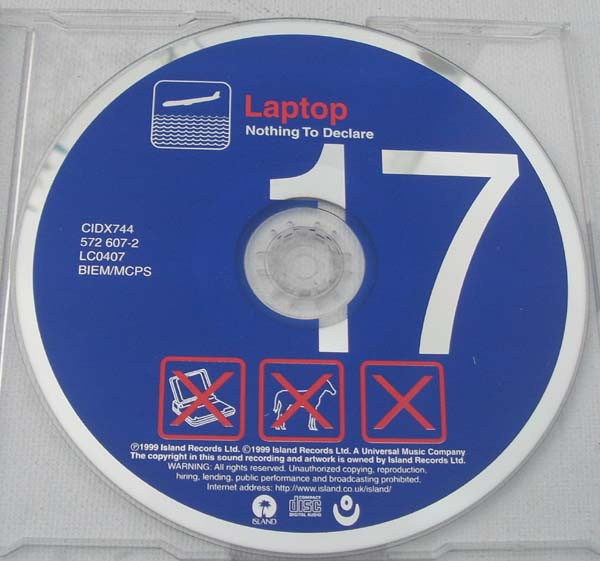 Laptop
Nothing To Declare
17
CIDX744
572 607-2
LC0407
BIEM/MCPS
℗1999 Island Records Ltd. ©1999 Island Records Ltd. A Universal Music Company
The copyright in this sound recording and artwork is owned by Island Records Ltd.
WARNING: All rights reserved. Unauthorized copying, reproduction,
hiring, lending, public performance and broadcasting prohibited.
Internet address: http://www.island.co.uk/island/
ISLAND
COMPACT
disc
DIGITAL AUDIO